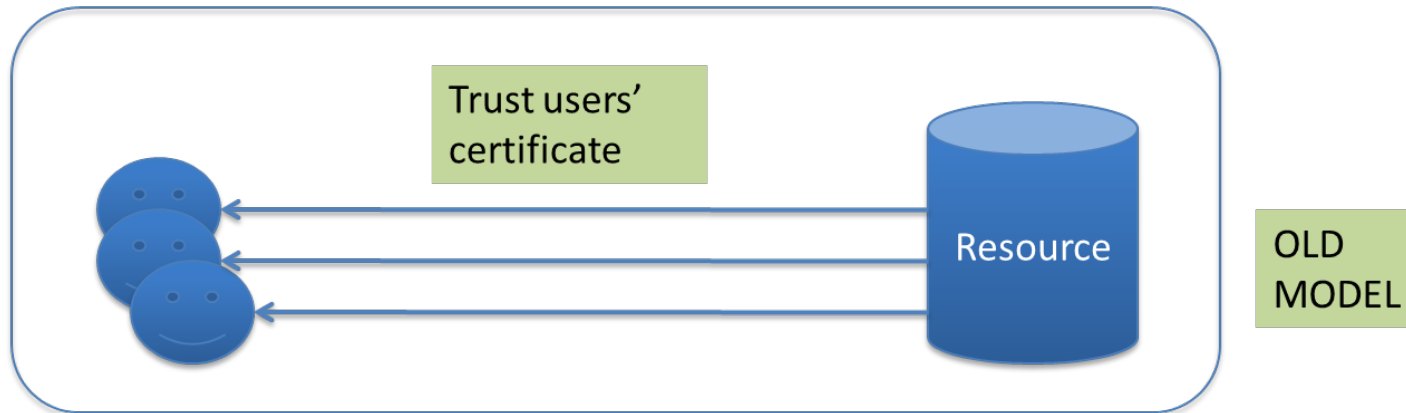 Trust users’
certificate
Resource
OLD
MODEL